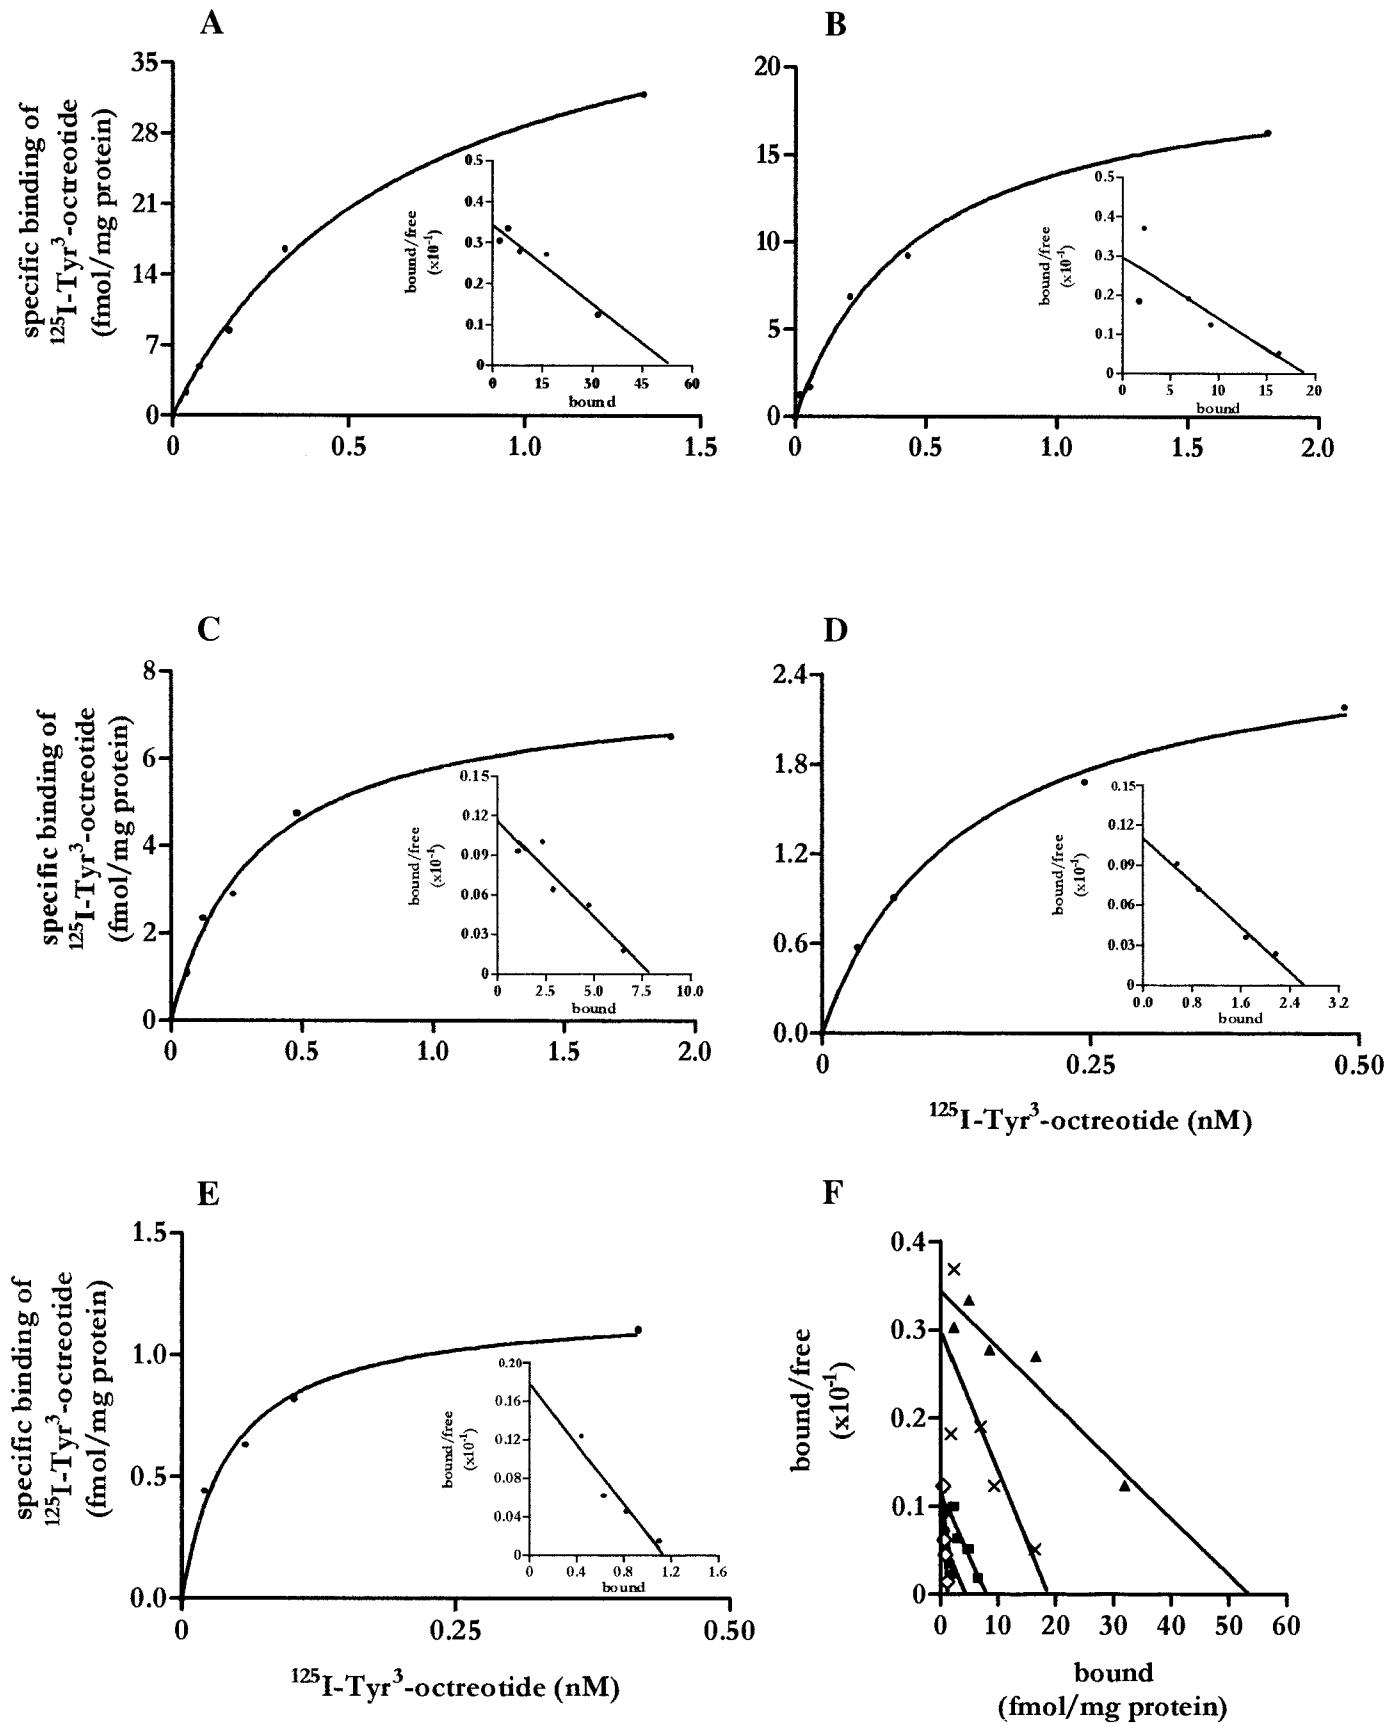 A
specific binding of
¹²⁵I-Tyr³-octreotide
(fmol/mg protein)
35
28
21
14
7
0
0 0.5 1.0 1.5
bound/free
(x10⁻¹)
0.5
0.4
0.3
0.2
0.1
0
0 15 30 45 60
bound
B
20
15
10
5
0
0 0.5 1.0 1.5 2.0
bound/free
(x10⁻¹)
0.5
0.4
0.3
0.2
0.1
0
0 5 10 15 20
bound
C
specific binding of
¹²⁵I-Tyr³-octreotide
(fmol/mg protein)
8
6
4
2
0
0 0.5 1.0 1.5 2.0
bound/free
(x10⁻¹)
0.15
0.12
0.09
0.06
0.03
0
0 2.5 5.0 7.5 10.0
bound
D
2.4
1.8
1.2
0.6
0.0
0 0.25 0.50
bound/free
(x10⁻¹)
0.15
0.12
0.09
0.06
0.03
0
0.0 0.8 1.6 2.4 3.2
bound
¹²⁵I-Tyr³-octreotide (nM)
E
specific binding of
¹²⁵I-Tyr³-octreotide
(fmol/mg protein)
1.5
1.0
0.5
0.0
0 0.25 0.50
bound/free
(x10⁻¹)
0.20
0.16
0.12
0.08
0.04
0
0 0.4 0.8 1.2 1.6
bound
¹²⁵I-Tyr³-octreotide (nM)
F
bound/free
(x10⁻¹)
0.4
0.3
0.2
0.1
0
0 10 20 30 40 50 60
bound
(fmol/mg protein)